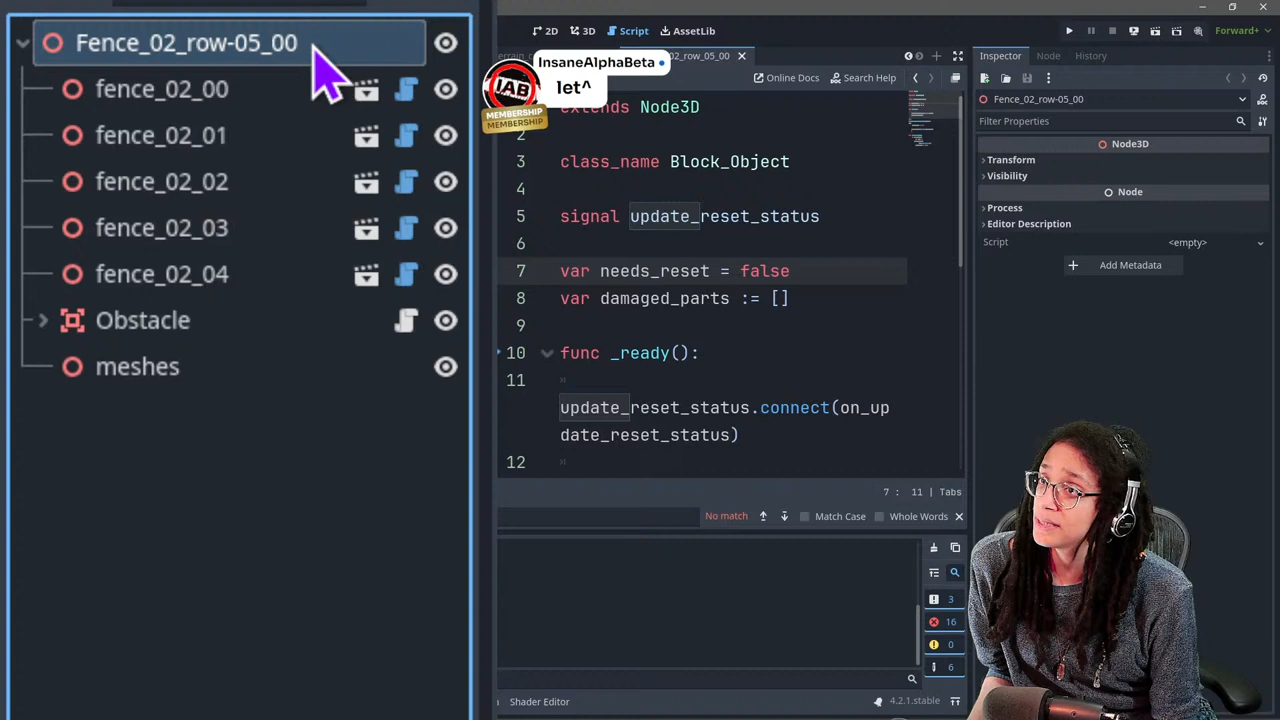 Fence_02_row-05_00
fence_02_00
fence_02_01
fence_02_02
fence_02_03
fence_02_04
Obstacle
meshes
2D 3D Script AssetLib
Forward+
02_row_05_00
InsaneAlphaBeta
let^
IAB
MEMBERSHIP
MEMBERSHIP
Online Docs Search Help
extends Node3D
2
3 class_name Block_Object
4
5 signal update_reset_status
6
7 var needs_reset = false
8 var damaged_parts := []
9
10 func _ready():
11
update_reset_status.connect(on_up
date_reset_status)
12
7 : 11 | Tabs
No match Match Case Whole Words
3
16
0
6
Shader Editor
4.2.1.stable
Inspector Node History
Fence_02_row-05_00
Filter Properties
Node3D
Transform
Visibility
Node
Process
Editor Description
Script <empty>
Add Metadata